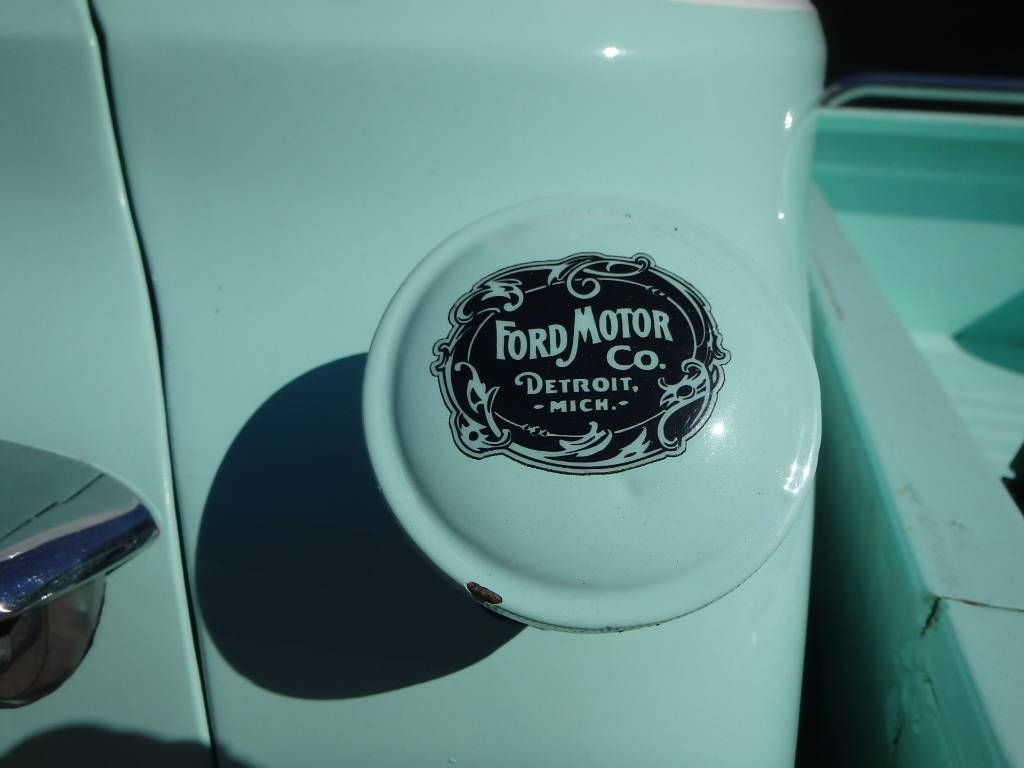 FORD MOTOR
CO.
DETROIT,
-MICH.-